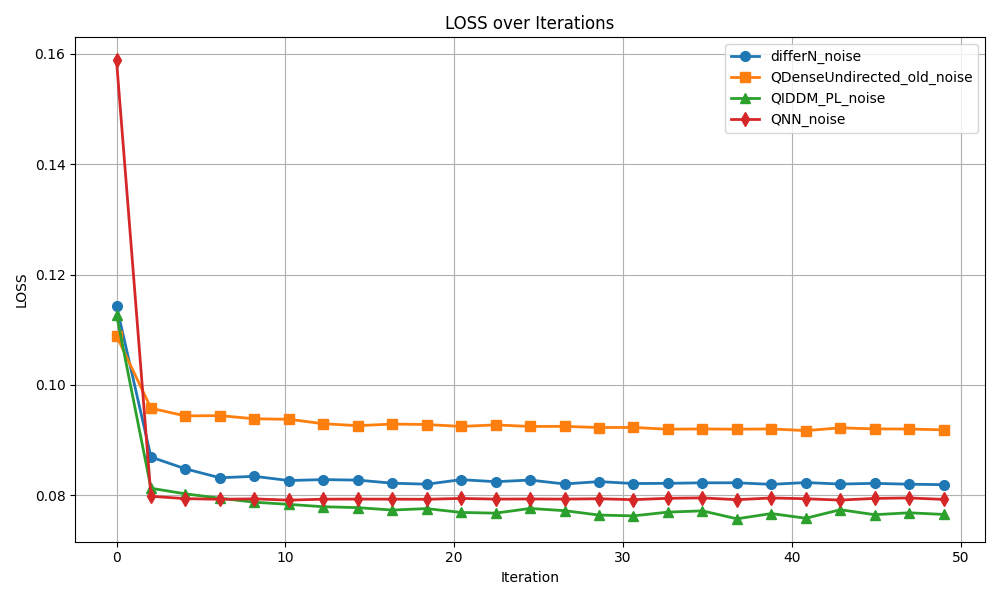 LOSS over Iterations
differN_noise
QDenseUndirected_old_noise
QIDDM_PL_noise
QNN_noise
LOSS
0.16
0.14
0.12
0.10
0.08
0
10
20
30
40
50
Iteration